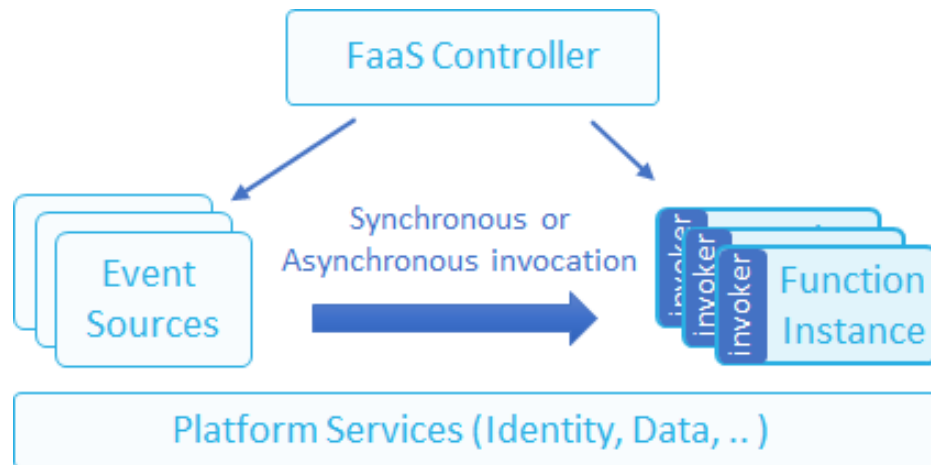 FaaS Controller
Synchronous or
Asynchronous invocation
Event
Sources
invoker
invoker
invoker
Function
Instance
Platform Services (Identity, Data, .. )